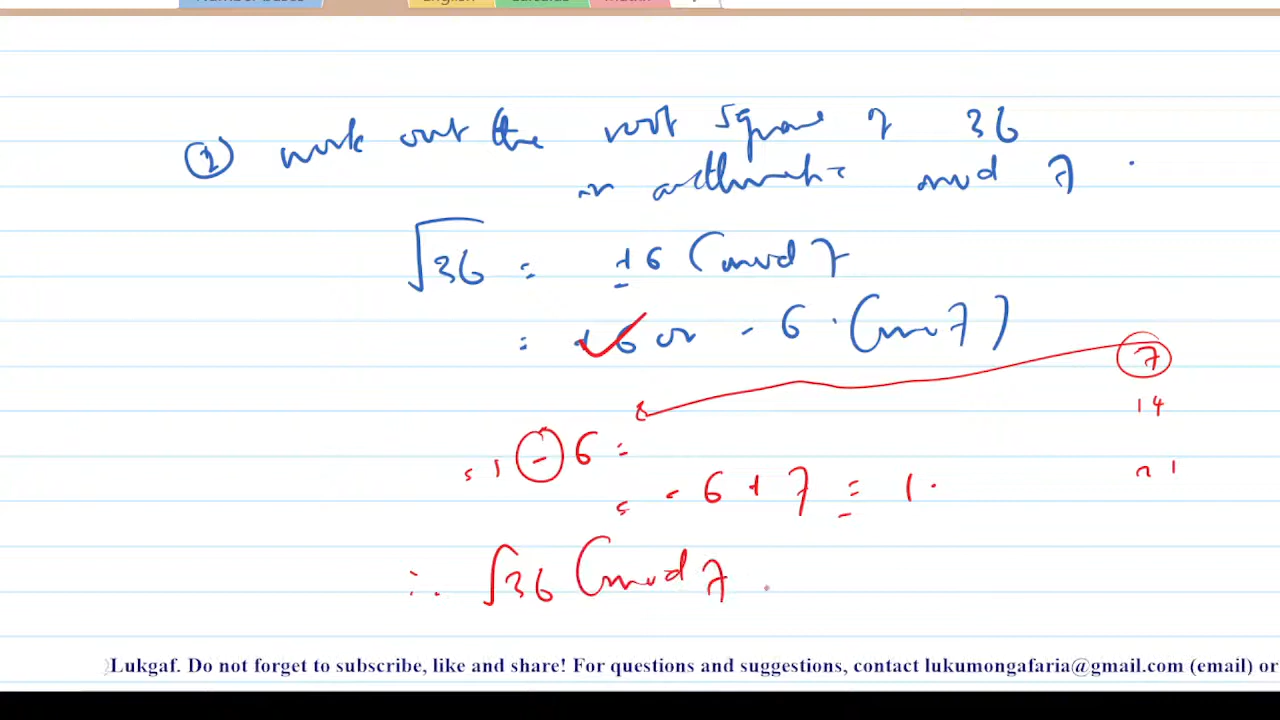 ② work out the root square of 36
in arithmetic mod 7.
√36 = ±6 (mod 7
= +6 or - 6 · (mod 7)
7
14
- 6 =
21
- 6 + 7 = 1.
∴ √36 (mod 7
Lukgaf. Do not forget to subscribe, like and share! For questions and suggestions, contact lukumongafaria@gmail.com (email) or